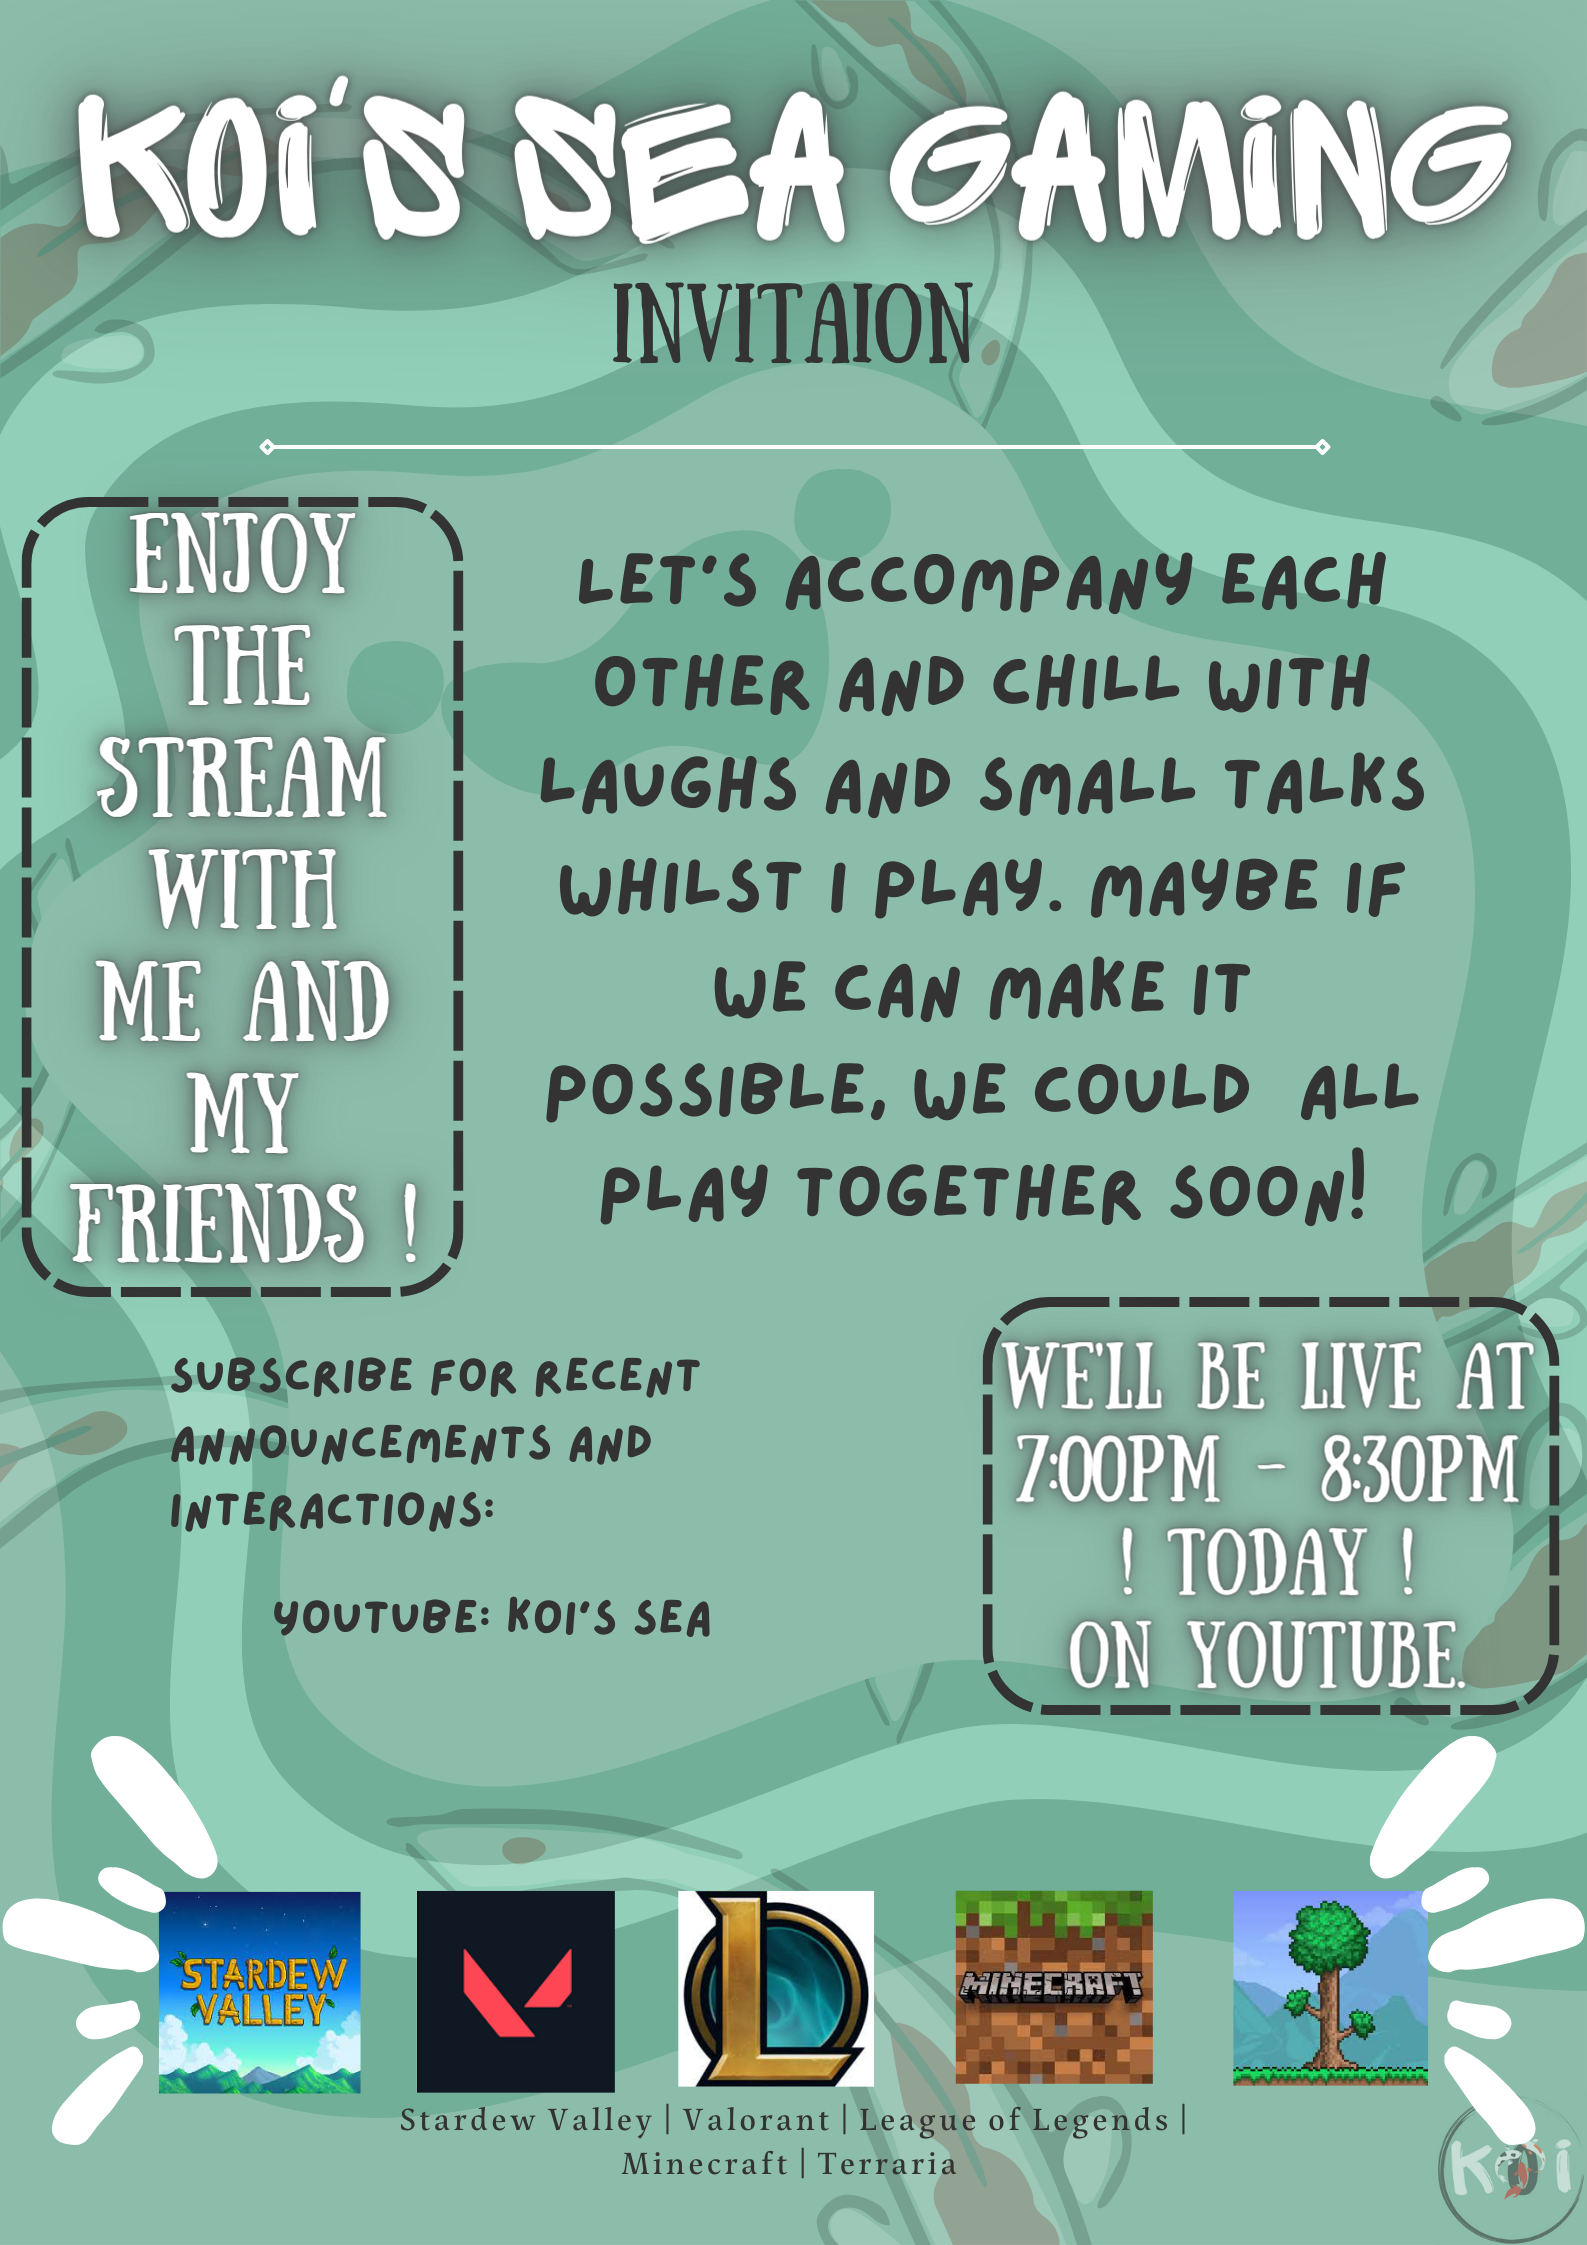 KOI'S SEA GAMING
INVITAION
ENJOY
THE
STREAM
WITH
ME AND
MY
FRIENDS !
LET'S ACCOMPANY EACH
OTHER AND CHILL WITH
LAUGHS AND SMALL TALKS
WHILST I PLAY. MAYBE IF
WE CAN MAKE IT
POSSIBLE, WE COULD ALL
PLAY TOGETHER SOON!
SUBSCRIBE FOR RECENT
ANNOUNCEMENTS AND
INTERACTIONS:
YOUTUBE: KOI'S SEA
WE'LL BE LIVE AT
7:00PM - 8:30PM
! TODAY !
ON YOUTUBE.
STARDEW
VALLEY
MINECRAFT
Stardew Valley | Valorant | League of Legends |
Minecraft | Terraria
KOi